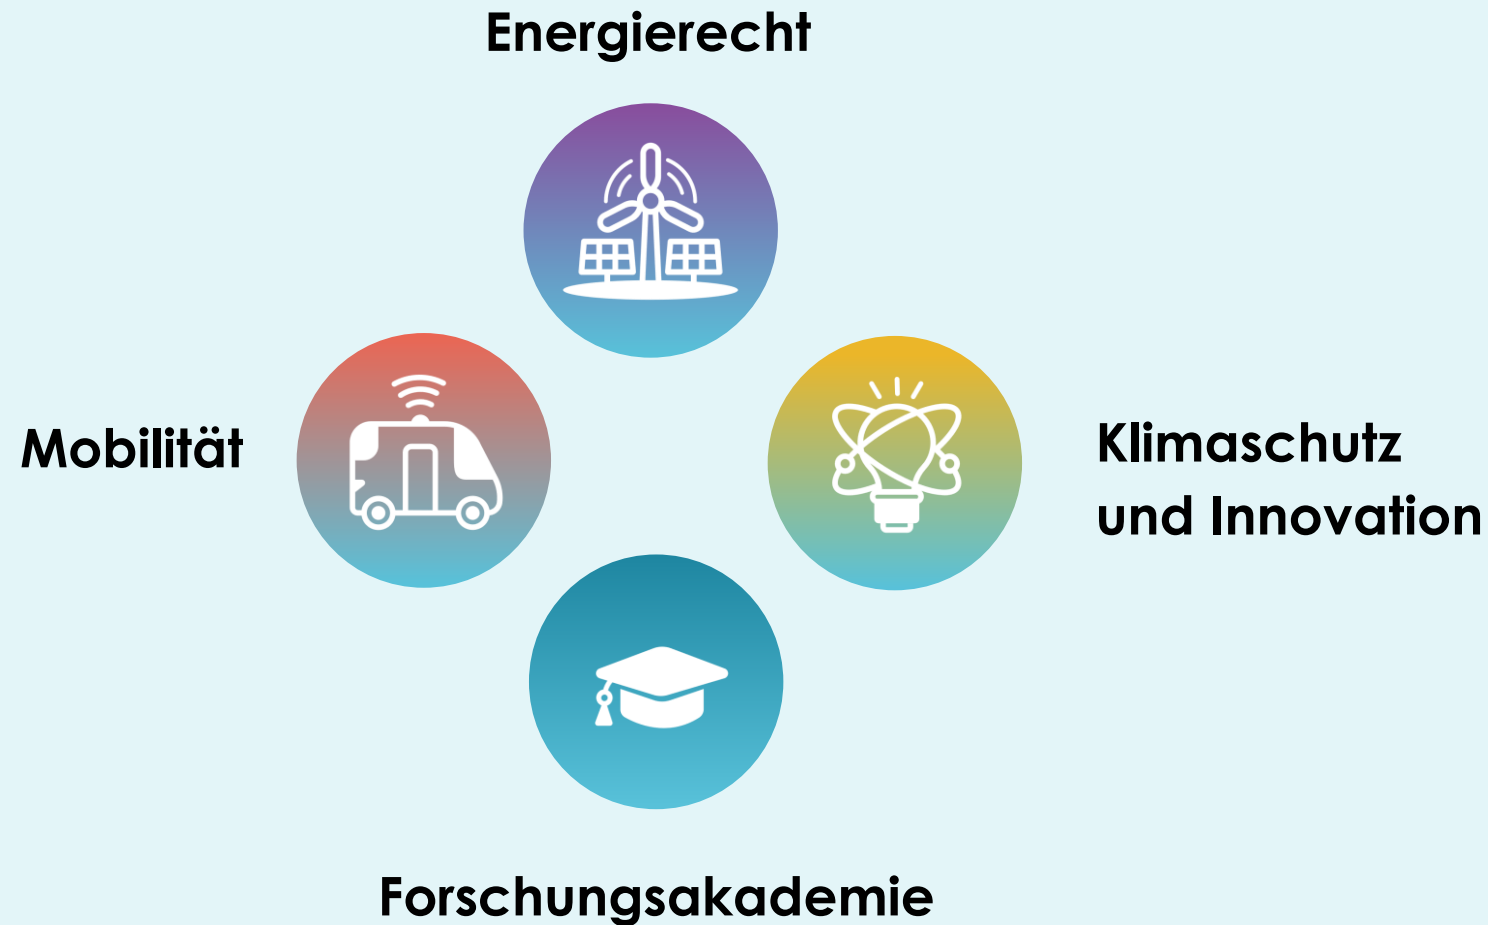 Energierecht
Mobilität
Klimaschutz
und Innovation
Forschungsakademie